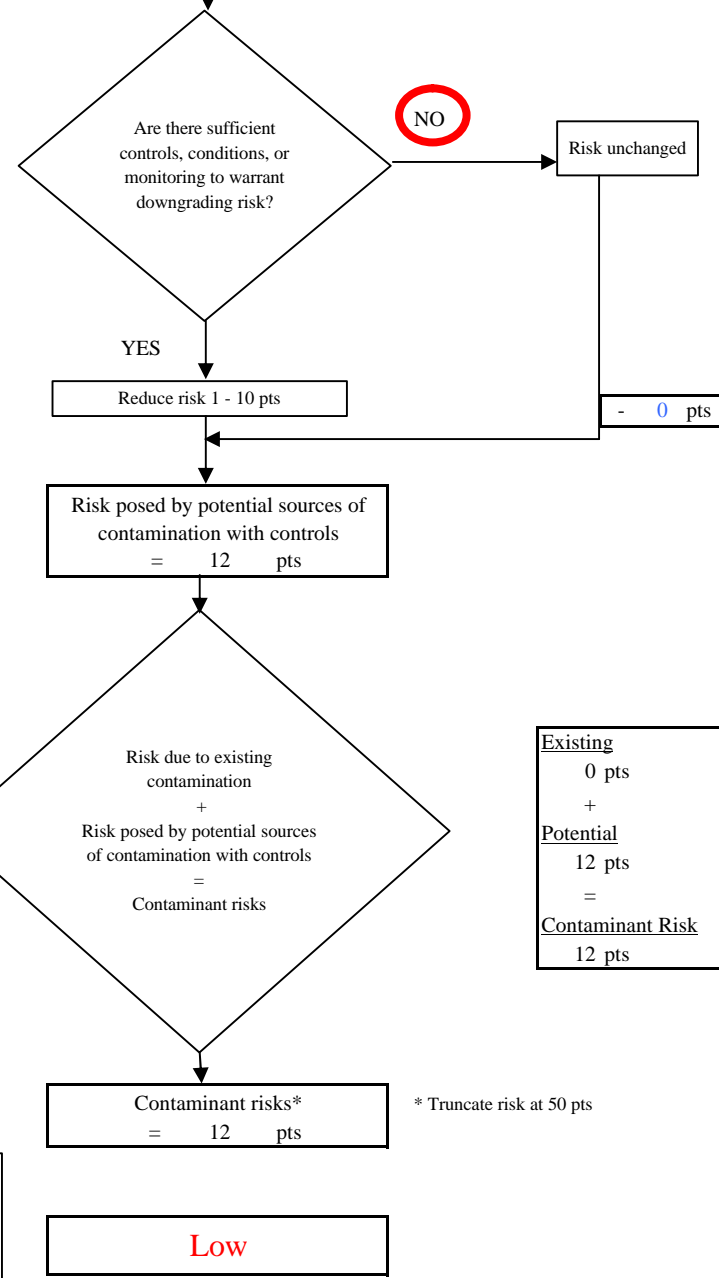 Are there sufficient
controls, conditions, or
monitoring to warrant
downgrading risk?
NO
Risk unchanged
YES
Reduce risk 1 - 10 pts
- 0 pts
Risk posed by potential sources of
contamination with controls
= 12 pts
Risk due to existing
contamination
+
Risk posed by potential sources
of contamination with controls
=
Contaminant risks
Existing
0 pts
+
Potential
12 pts
=
Contaminant Risk
12 pts
Contaminant risks*
= 12 pts
* Truncate risk at 50 pts
Low